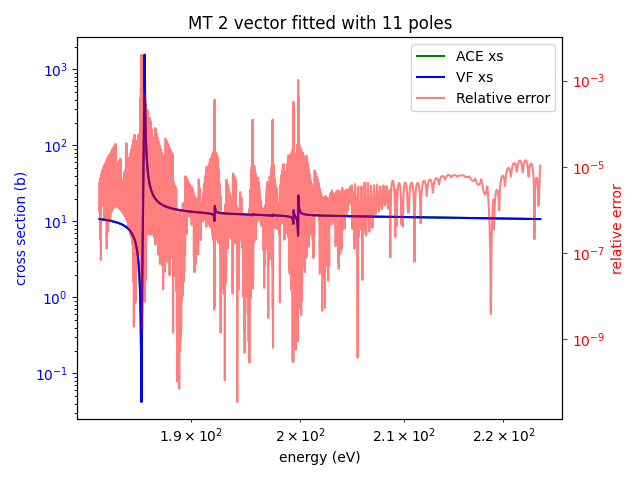 MT 2 vector fitted with 11 poles
ACE xs
VF xs
Relative error
10³
10²
10¹
10⁰
10⁻¹
cross section (b)
10⁻³
10⁻⁵
10⁻⁷
10⁻⁹
relative error
1.9 × 10² 2 × 10² 2.1 × 10² 2.2 × 10²
energy (eV)